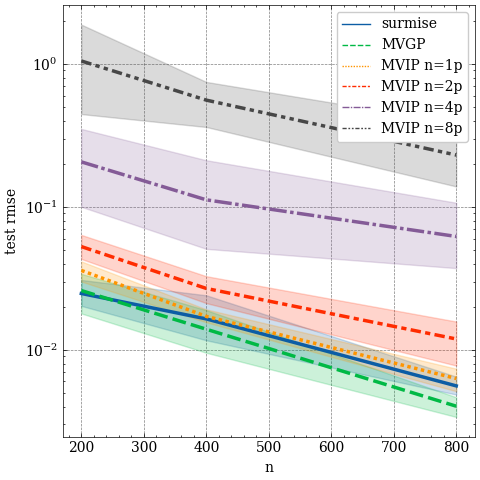 surmise
MVGP
MVIP n=1p
MVIP n=2p
MVIP n=4p
MVIP n=8p
10⁰
10⁻¹
10⁻²
test rmse
200 300 400 500 600 700 800
n